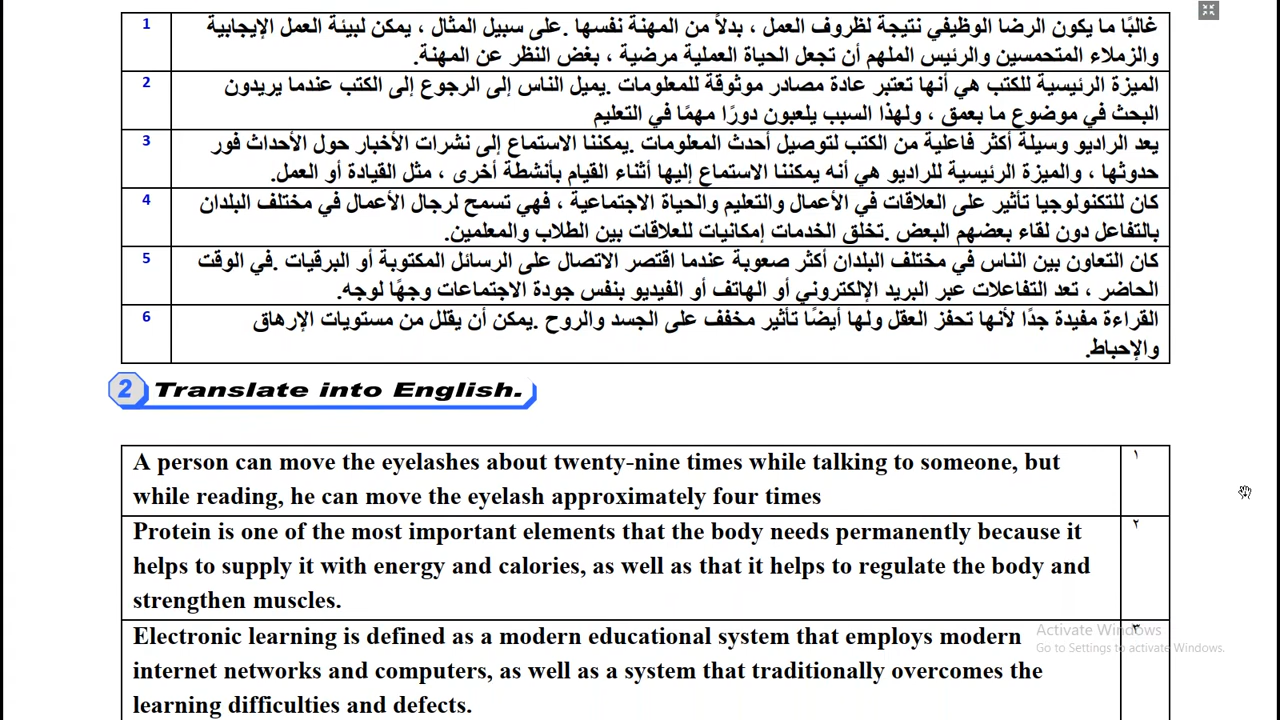 1
غالبًا ما يكون الرضا الوظيفي نتيجة لظروف العمل ، بدلاً من المهنة نفسها .على سبيل المثال ، يمكن لبيئة العمل الإيجابية
والزملاء المتحمسين والرئيس الملهم أن تجعل الحياة العملية مرضية ، بغض النظر عن المهنة.
2
الميزة الرئيسية للكتب هي أنها تعتبر عادة مصادر موثوقة للمعلومات .يميل الناس إلى الرجوع إلى الكتب عندما يريدون
البحث في موضوع ما بعمق ، ولهذا السبب يلعبون دورًا مهمًا في التعليم
3
يعد الراديو وسيلة أكثر فاعلية من الكتب لتوصيل أحدث المعلومات .يمكننا الاستماع إلى نشرات الأخبار حول الأحداث فور
حدوثها ، والميزة الرئيسية للراديو هي أنه يمكننا الاستماع إليها أثناء القيام بأنشطة أخرى ، مثل القيادة أو العمل.
4
كان للتكنولوجيا تأثير على العلاقات في الأعمال والتعليم والحياة الاجتماعية ، فهي تسمح لرجال الأعمال في مختلف البلدان
بالتفاعل دون لقاء بعضهم البعض .تخلق الخدمات إمكانيات للعلاقات بين الطلاب والمعلمين.
5
كان التعاون بين الناس في مختلف البلدان أكثر صعوبة عندما اقتصر الاتصال على الرسائل المكتوبة أو البرقيات .في الوقت
الحاضر ، تعد التفاعلات عبر البريد الإلكتروني أو الهاتف أو الفيديو بنفس جودة الاجتماعات وجهًا لوجه.
6
القراءة مفيدة جدًا لأنها تحفز العقل ولها أيضًا تأثير مخفف على الجسد والروح .يمكن أن يقلل من مستويات الإرهاق
والإحباط.
2 Translate into English.
A person can move the eyelashes about twenty-nine times while talking to someone, but
while reading, he can move the eyelash approximately four times
١
Protein is one of the most important elements that the body needs permanently because it
helps to supply it with energy and calories, as well as that it helps to regulate the body and
strengthen muscles.
٢
Electronic learning is defined as a modern educational system that employs modern
internet networks and computers, as well as a system that traditionally overcomes the
learning difficulties and defects.
٣
Activate Windows
Go to Settings to activate Windows.